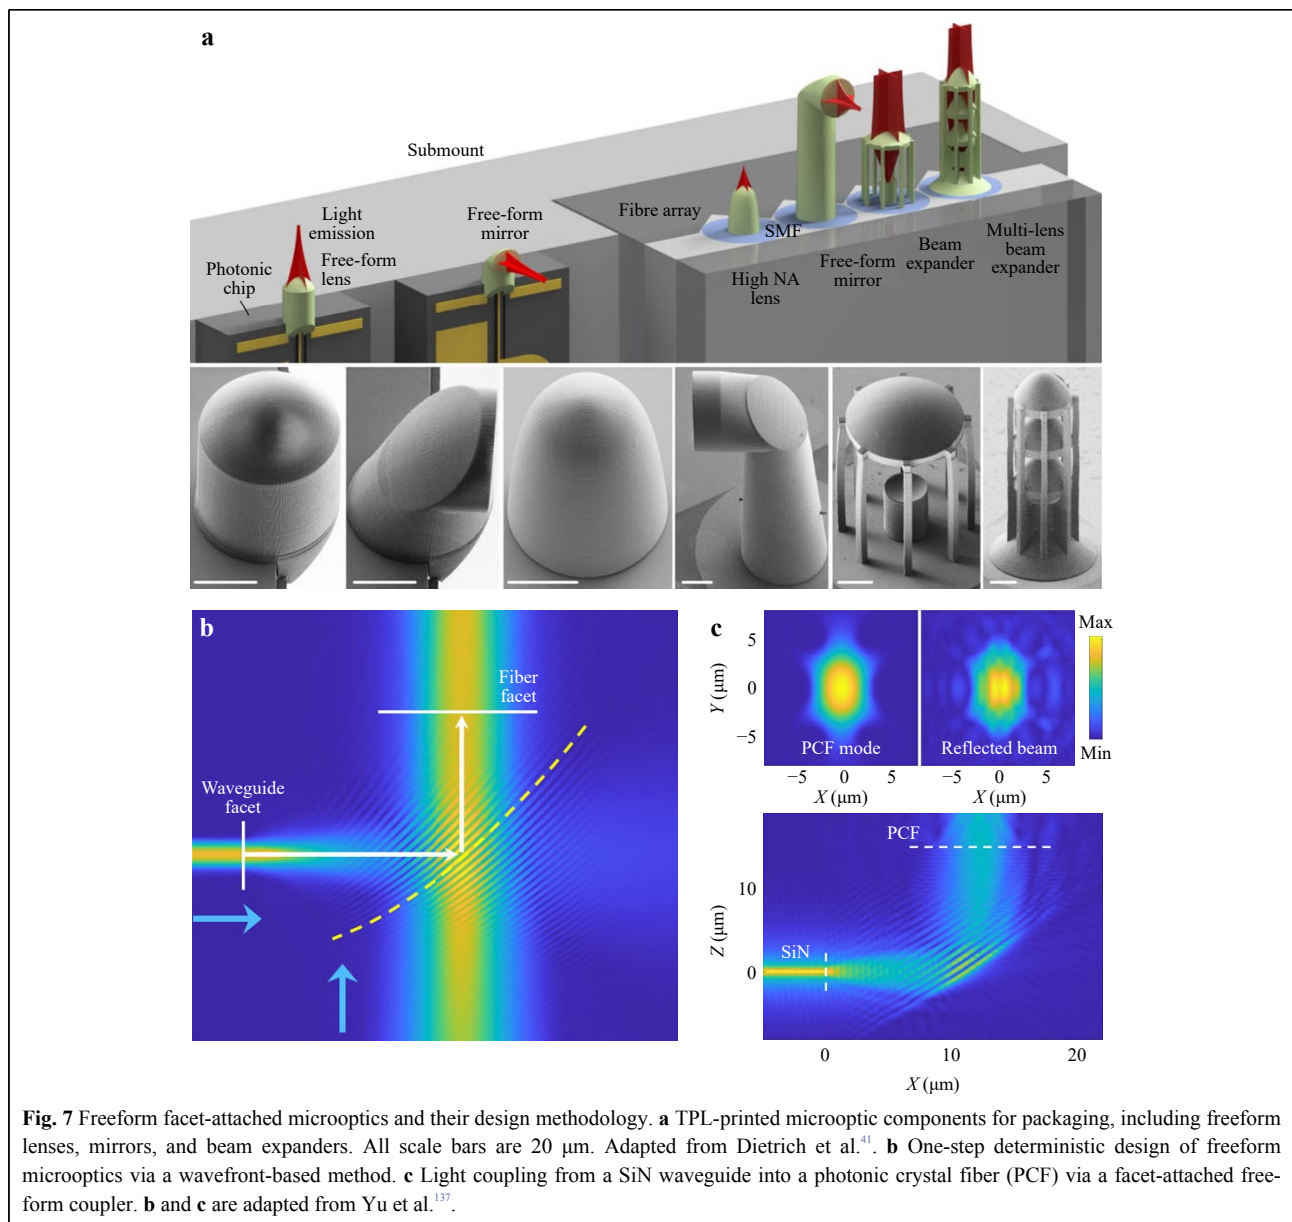 a
Submount
Light
emission
Free-form
lens
Photonic
chip
Free-form
mirror
Fibre array
SMF
High NA
lens
Free-form
mirror
Beam
expander
Multi-lens
beam
expander
b
Fiber
facet
Waveguide
facet
c
5
0
−5
Y (μm)
PCF mode
Reflected beam
Max
Min
−5 0 5
X (μm)
−5 0 5
X (μm)
PCF
SiN
10
0
Z (μm)
0 10 20
X (μm)
Fig. 7 Freeform facet-attached microoptics and their design methodology. a TPL-printed microoptic components for packaging, including freeform
lenses, mirrors, and beam expanders. All scale bars are 20 μm. Adapted from Dietrich et al.41. b One-step deterministic design of freeform
microoptics via a wavefront-based method. c Light coupling from a SiN waveguide into a photonic crystal fiber (PCF) via a facet-attached free-
form coupler. b and c are adapted from Yu et al.137.